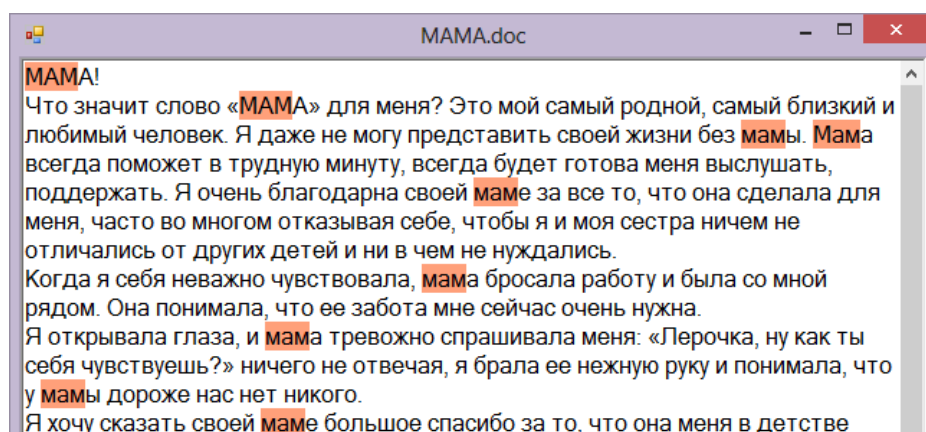 MAMA.doc
МАМА!
Что значит слово «МАМА» для меня? Это мой самый родной, самый близкий и
любимый человек. Я даже не могу представить своей жизни без мамы. Мама
всегда поможет в трудную минуту, всегда будет готова меня выслушать,
поддержать. Я очень благодарна своей маме за все то, что она сделала для
меня, часто во многом отказывая себе, чтобы я и моя сестра ничем не
отличались от других детей и ни в чем не нуждались.
Когда я себя неважно чувствовала, мама бросала работу и была со мной
рядом. Она понимала, что ее забота мне сейчас очень нужна.
Я открывала глаза, и мама тревожно спрашивала меня: «Лерочка, ну как ты
себя чувствуешь?» ничего не отвечая, я брала ее нежную руку и понимала, что
у мамы дороже нас нет никого.
Я хочу сказать своей маме большое спасибо за то, что она меня в детстве